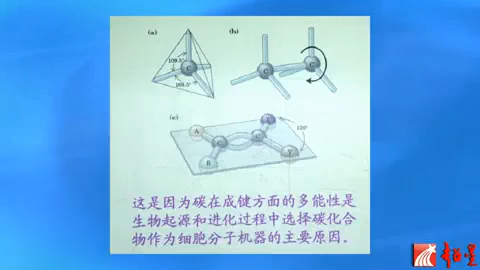 (a)
(b)
109.5°
C
109.5°
C
C
(c)
A
X
120°
C
C
B
Y
这是因为碳在成键方面的多能性是
生物起源和进化过程中选择碳化合
物作为细胞分子机器的主要原因。